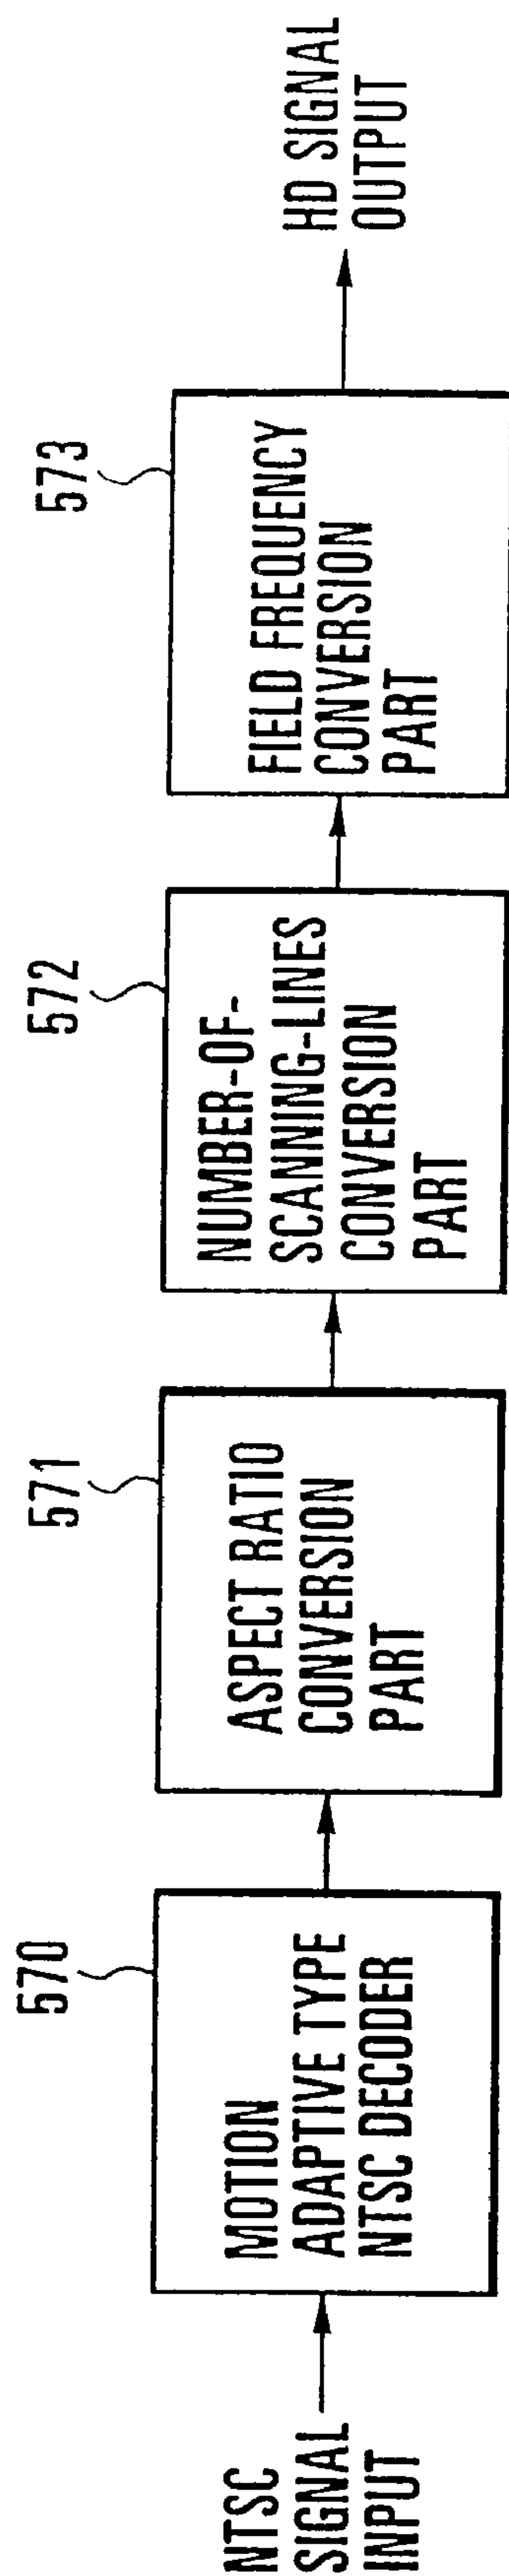 NTSC
SIGNAL
INPUT
570
MOTION
ADAPTIVE TYPE
NTSC DECODER
571
ASPECT RATIO
CONVERSION
PART
572
NUMBER-OF-
SCANNING-LINES
CONVERSION
PART
573
FIELD FREQUENCY
CONVERSION
PART
HD SIGNAL
OUTPUT